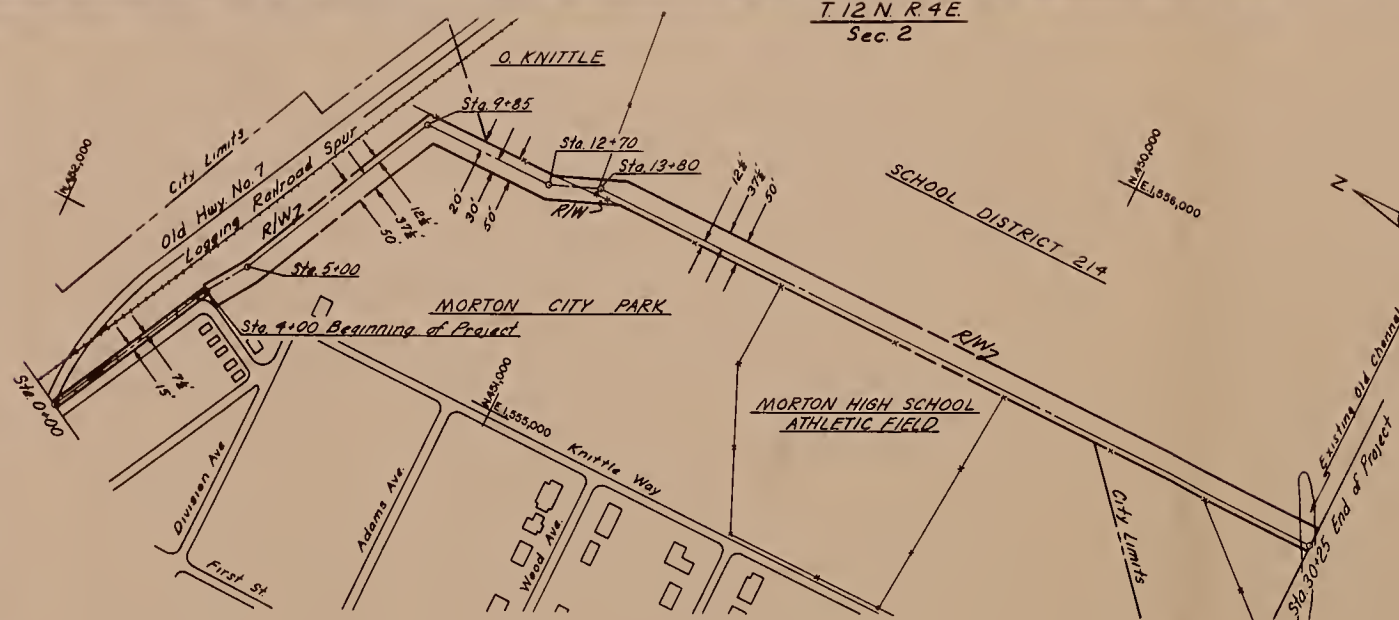 T. 12 N. R. 4 E.
Sec. 2
O. KNITTLE
Sta. 9+85
Sta. 12+70
Sta. 13+80
City Limits
Old Hwy. No. 7
Logging Railroad Spur
R/W
12½'
37½'
50'
20'
30'
50'
R/W
12½'
37½'
50'
N.450,000
E.1,556,000
SCHOOL DISTRICT 214
N
Sta. 5+00
MORTON CITY PARK
Sta. 4+00 Beginning of Project
7½'
15'
Sta. 0+00
R/W
N.451,000
E.1,555,000
MORTON HIGH SCHOOL
ATHLETIC FIELD
Knittle Way
Division Ave
Adams Ave.
Wood Ave.
First St.
City Limits
Existing Old Channel
Sta. 30+25 End of Project